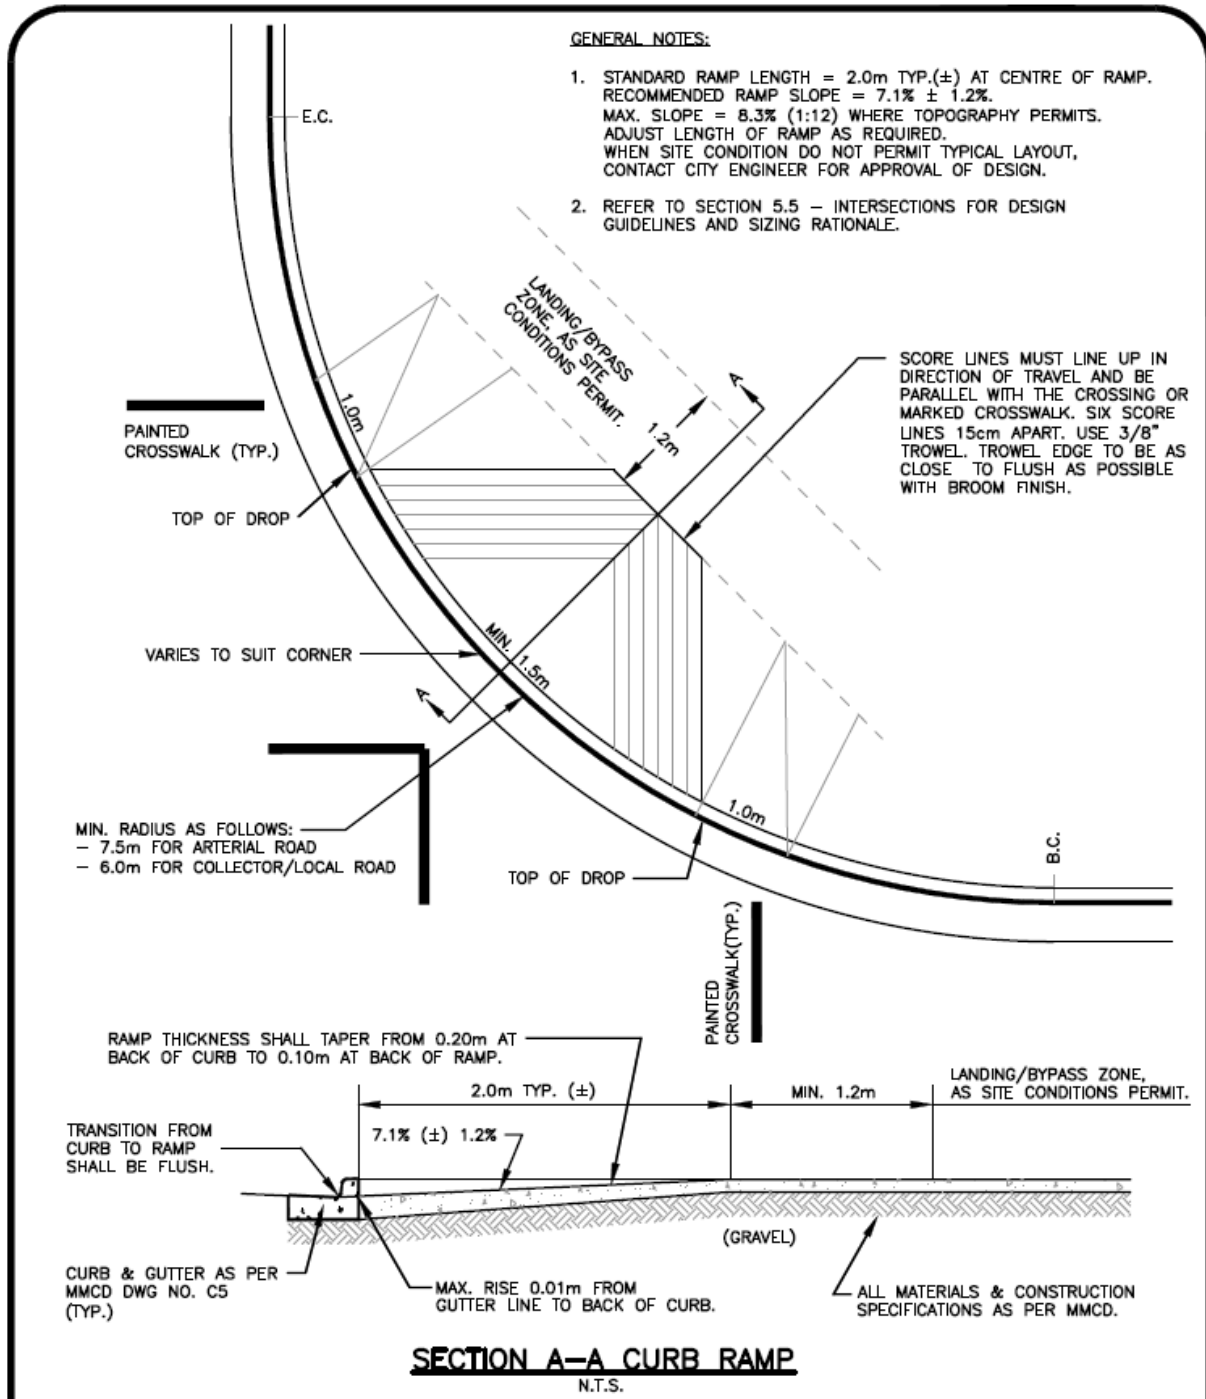 GENERAL NOTES:
1. STANDARD RAMP LENGTH = 2.0m TYP.(±) AT CENTRE OF RAMP.
RECOMMENDED RAMP SLOPE = 7.1% ± 1.2%.
MAX. SLOPE = 8.3% (1:12) WHERE TOPOGRAPHY PERMITS.
ADJUST LENGTH OF RAMP AS REQUIRED.
WHEN SITE CONDITION DO NOT PERMIT TYPICAL LAYOUT,
CONTACT CITY ENGINEER FOR APPROVAL OF DESIGN.
2. REFER TO SECTION 5.5 – INTERSECTIONS FOR DESIGN
GUIDELINES AND SIZING RATIONALE.
E.C.
LANDING/BYPASS
ZONE, AS SITE
CONDITIONS PERMIT.
A
1.2m
SCORE LINES MUST LINE UP IN
DIRECTION OF TRAVEL AND BE
PARALLEL WITH THE CROSSING OR
MARKED CROSSWALK. SIX SCORE
LINES 15cm APART. USE 3/8"
TROWEL. TROWEL EDGE TO BE AS
CLOSE TO FLUSH AS POSSIBLE
WITH BROOM FINISH.
1.0m
PAINTED
CROSSWALK (TYP.)
TOP OF DROP
VARIES TO SUIT CORNER
MIN. 1.5m
A
MIN. RADIUS AS FOLLOWS:
– 7.5m FOR ARTERIAL ROAD
– 6.0m FOR COLLECTOR/LOCAL ROAD
1.0m
TOP OF DROP
B.C.
PAINTED
CROSSWALK(TYP.)
RAMP THICKNESS SHALL TAPER FROM 0.20m AT
BACK OF CURB TO 0.10m AT BACK OF RAMP.
2.0m TYP. (±)
MIN. 1.2m
LANDING/BYPASS ZONE,
AS SITE CONDITIONS PERMIT.
TRANSITION FROM
CURB TO RAMP
SHALL BE FLUSH.
7.1% (±) 1.2%
(GRAVEL)
CURB & GUTTER AS PER
MMCD DWG NO. C5
(TYP.)
MAX. RISE 0.01m FROM
GUTTER LINE TO BACK OF CURB.
ALL MATERIALS & CONSTRUCTION
SPECIFICATIONS AS PER MMCD.
SECTION A–A CURB RAMP
N.T.S.